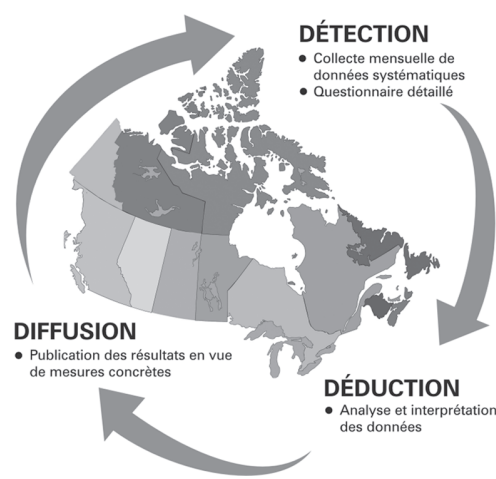 DÉTECTION
• Collecte mensuelle de
données systématiques
• Questionnaire détaillé
DIFFUSION
• Publication des résultats en vue
de mesures concrètes
DÉDUCTION
• Analyse et interprétation
des données